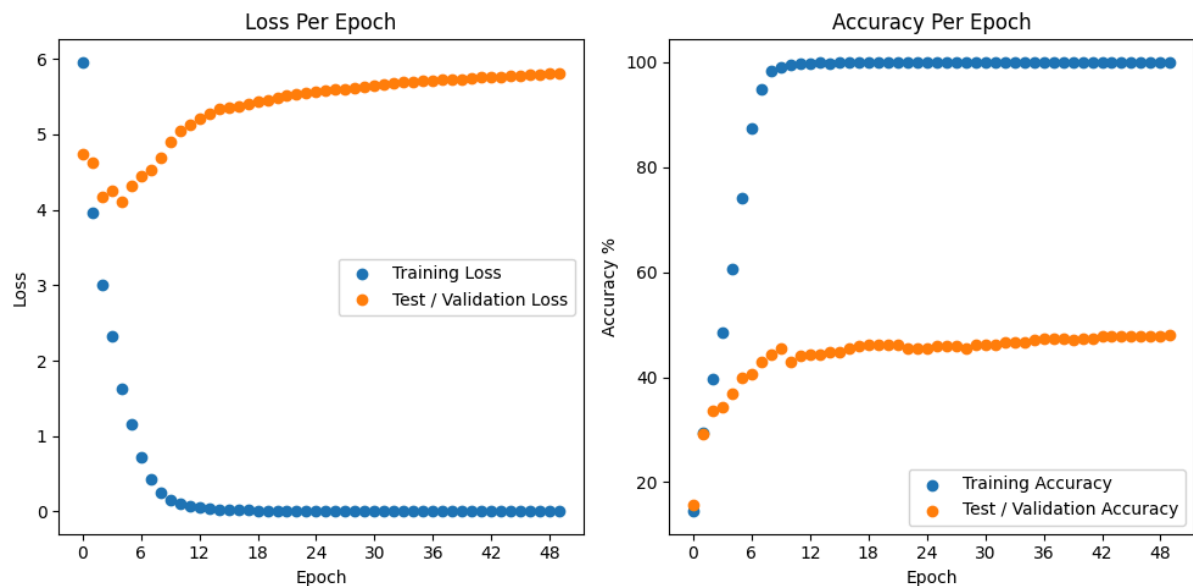 Loss Per Epoch
6
5
4
3
2
1
0
Loss
Training Loss
Test / Validation Loss
0 6 12 18 24 30 36 42 48
Epoch
Accuracy Per Epoch
100
80
60
40
20
Accuracy %
Training Accuracy
Test / Validation Accuracy
0 6 12 18 24 30 36 42 48
Epoch